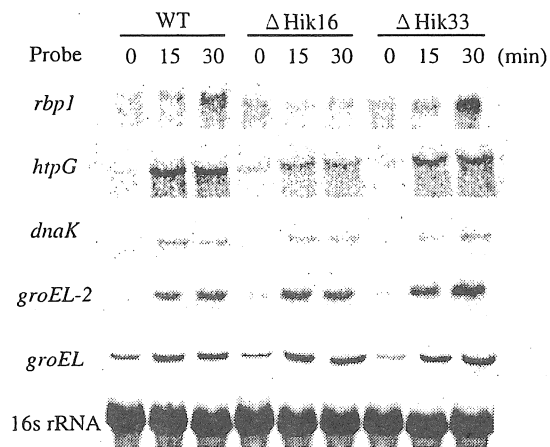 WT ΔHik16 ΔHik33
Probe 0 15 30 0 15 30 0 15 30 (min)
rbp1
htpG
dnaK
groEL-2
groEL
16s rRNA